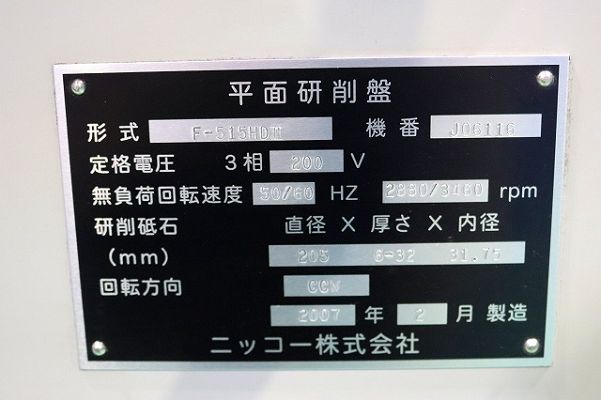 平面研削盤
形式 F-515HDⅡ 機番 J06116
定格電圧 3相 200 V
無負荷回転速度 50/60 HZ 2880/3460 rpm
研削砥石 直径 X 厚さ X 内径
(mm) 205 6-32 31.75
回転方向 CCW
2007 年 2 月 製造
ニッコー株式会社